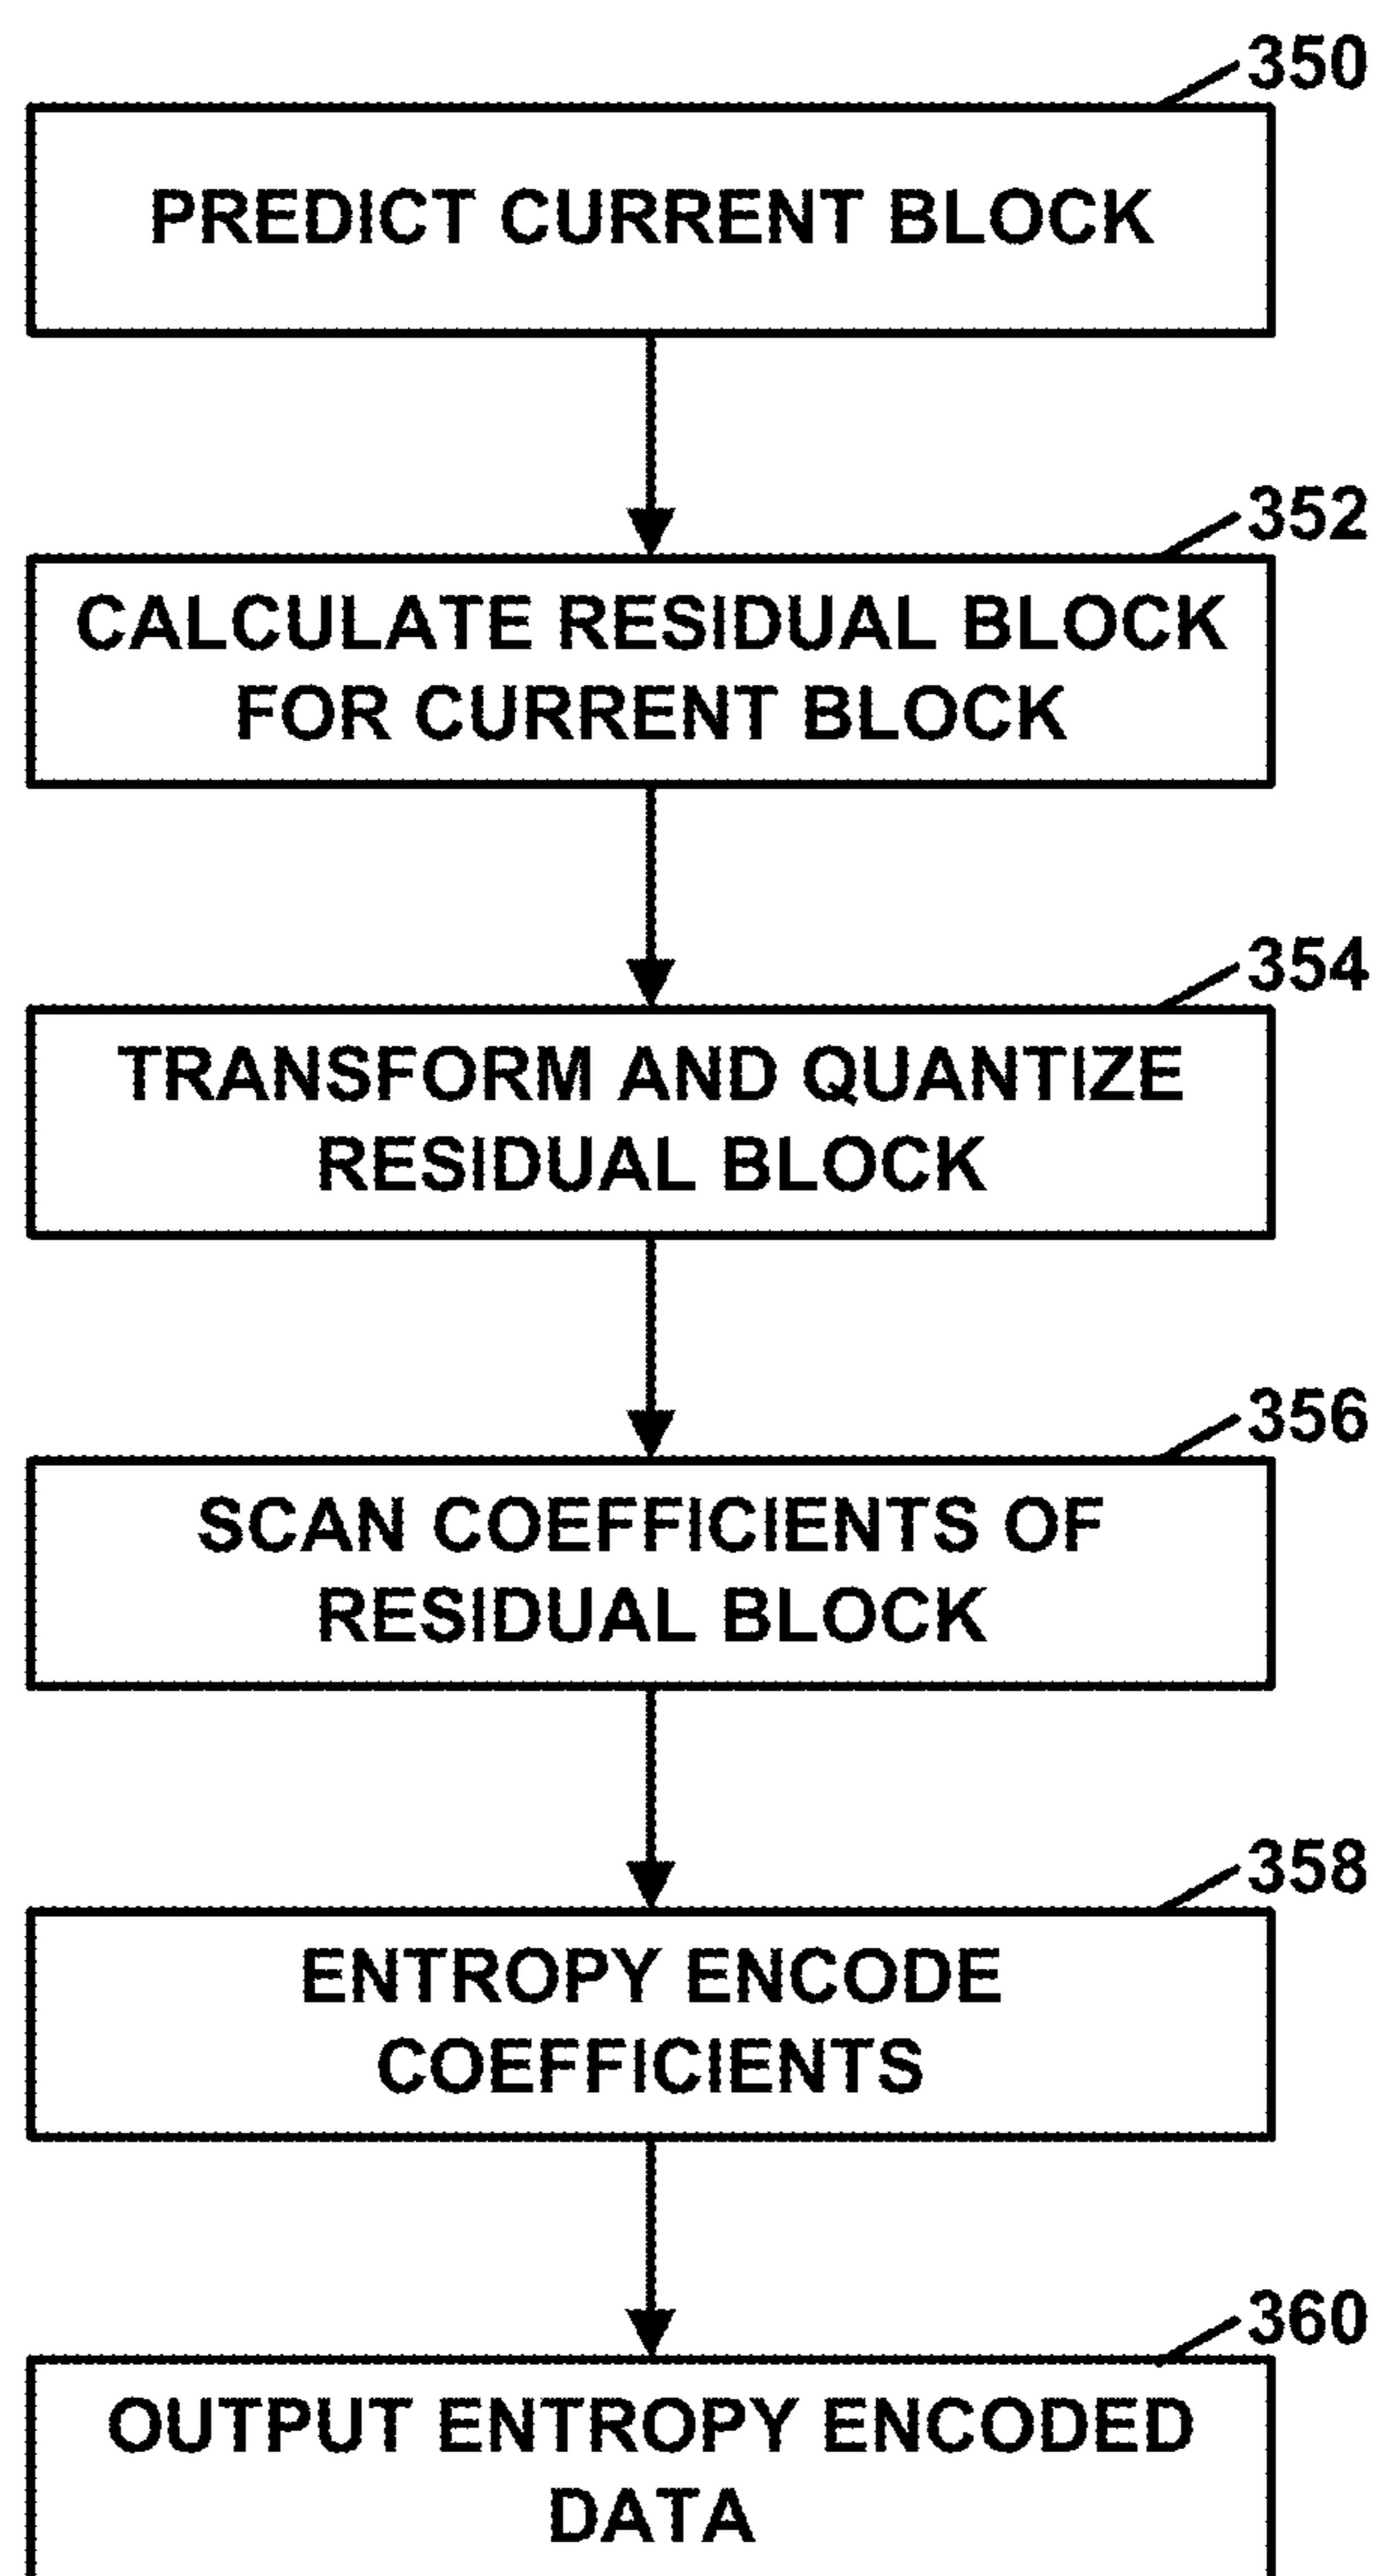 350
PREDICT CURRENT BLOCK
352
CALCULATE RESIDUAL BLOCK
FOR CURRENT BLOCK
354
TRANSFORM AND QUANTIZE
RESIDUAL BLOCK
356
SCAN COEFFICIENTS OF
RESIDUAL BLOCK
358
ENTROPY ENCODE
COEFFICIENTS
360
OUTPUT ENTROPY ENCODED
DATA